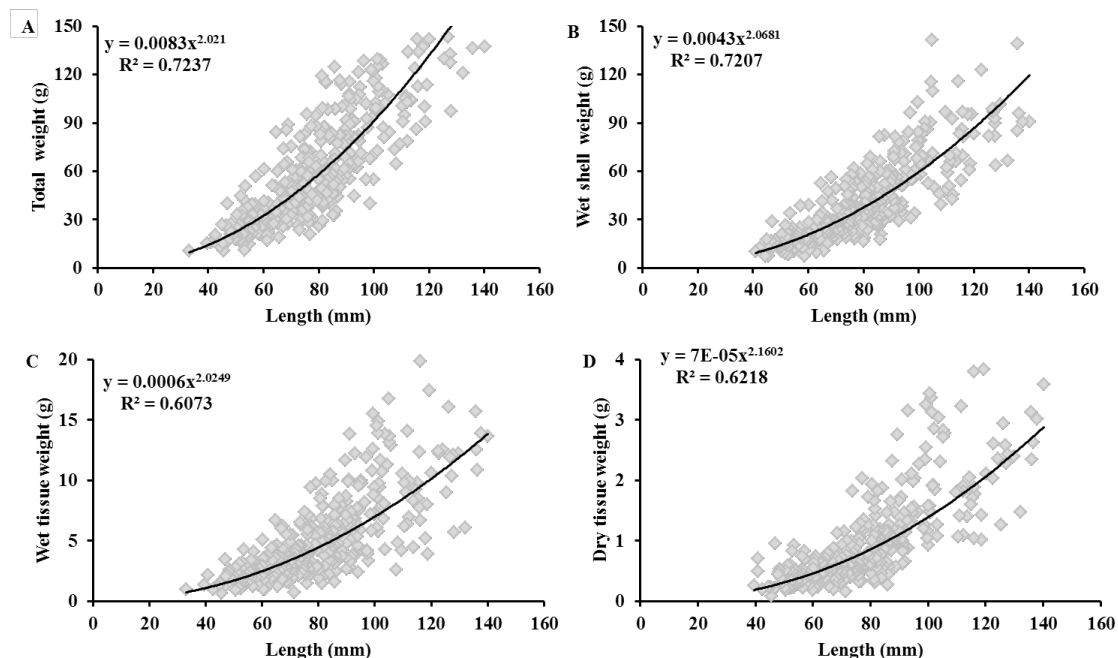 A
y = 0.0083x^2.021
R² = 0.7237
Total weight (g)
150
120
90
60
30
0
0 20 40 60 80 100 120 140 160
Length (mm)
B
y = 0.0043x^2.0681
R² = 0.7207
Wet shell weight (g)
150
120
90
60
30
0
0 20 40 60 80 100 120 140 160
Length (mm)
C
y = 0.0006x^2.0249
R² = 0.6073
Wet tissue weight (g)
20
15
10
5
0
0 20 40 60 80 100 120 140 160
Length (mm)
D
y = 7E-05x^2.1602
R² = 0.6218
Dry tissue weight (g)
4
3
2
1
0
0 20 40 60 80 100 120 140 160
Length (mm)